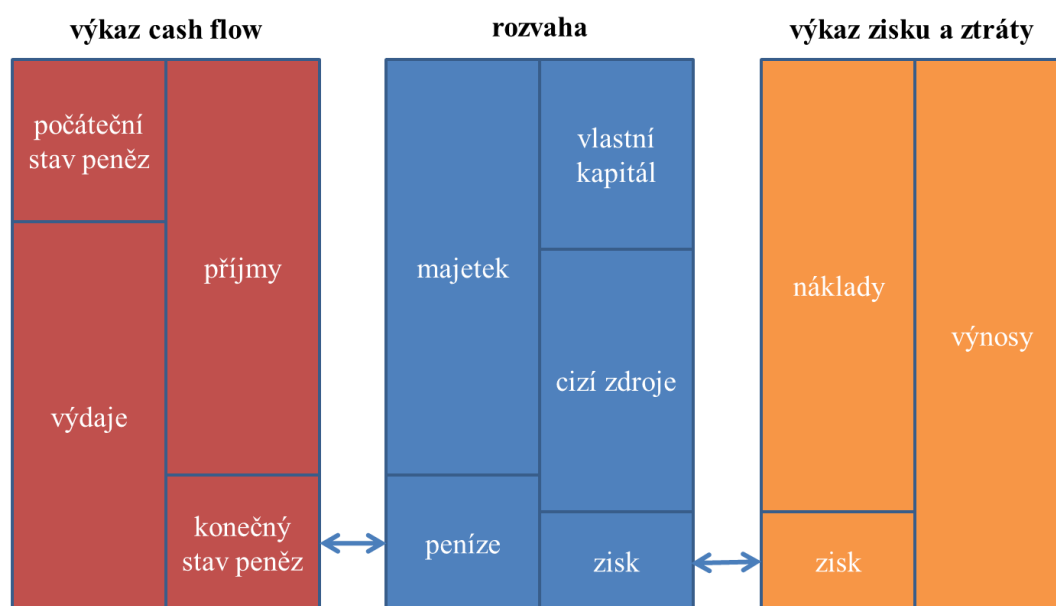 výkaz cash flow
počáteční
stav peněz
výdaje
příjmy
konečný
stav peněz
rozvaha
majetek
peníze
vlastní
kapitál
cizí zdroje
zisk
výkaz zisku a ztráty
náklady
zisk
výnosy